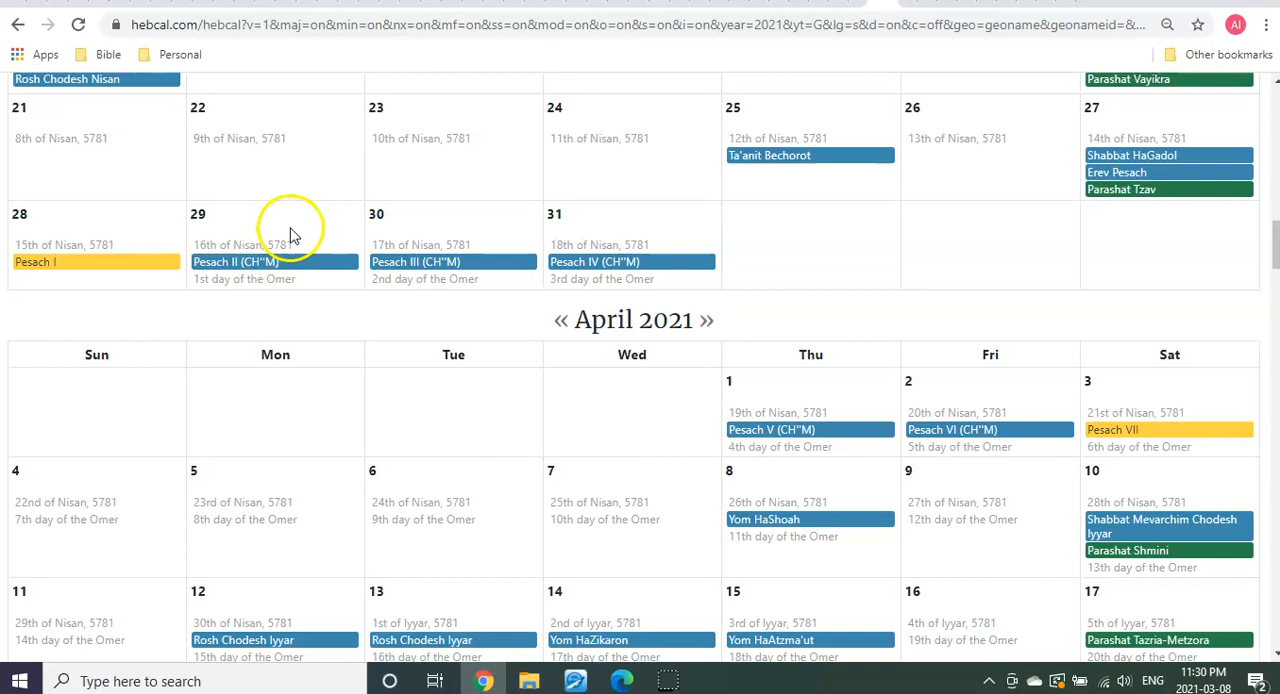 hebcal.com/hebcal?v=1&maj=on&min=on&nx=on&mf=on&ss=on&mod=on&o=on&s=on&i=on&year=2021&yt=G&lg=s&d=on&c=off&geo=geoname&geonameid=&...
AI
Apps Bible Personal Other bookmarks
Rosh Chodesh Nisan Parashat Vayikra
21 22 23 24 25 26 27
8th of Nisan, 5781 9th of Nisan, 5781 10th of Nisan, 5781 11th of Nisan, 5781 12th of Nisan, 5781 13th of Nisan, 5781 14th of Nisan, 5781
Ta'anit Bechorot Shabbat HaGadol
Erev Pesach
Parashat Tzav
28 29 30 31
15th of Nisan, 5781 16th of Nisan, 5781 17th of Nisan, 5781 18th of Nisan, 5781
Pesach I Pesach II (CH"M) Pesach III (CH"M) Pesach IV (CH"M)
1st day of the Omer 2nd day of the Omer 3rd day of the Omer
« April 2021 »
Sun Mon Tue Wed Thu Fri Sat
1 2 3
19th of Nisan, 5781 20th of Nisan, 5781 21st of Nisan, 5781
Pesach V (CH"M) Pesach VI (CH"M) Pesach VII
4th day of the Omer 5th day of the Omer 6th day of the Omer
4 5 6 7 8 9 10
22nd of Nisan, 5781 23rd of Nisan, 5781 24th of Nisan, 5781 25th of Nisan, 5781 26th of Nisan, 5781 27th of Nisan, 5781 28th of Nisan, 5781
7th day of the Omer 8th day of the Omer 9th day of the Omer 10th day of the Omer Yom HaShoah 12th day of the Omer Shabbat Mevarchim Chodesh
Iyyar
11th day of the Omer Parashat Shmini
13th day of the Omer
11 12 13 14 15 16 17
29th of Nisan, 5781 30th of Nisan, 5781 1st of Iyyar, 5781 2nd of Iyyar, 5781 3rd of Iyyar, 5781 4th of Iyyar, 5781 5th of Iyyar, 5781
14th day of the Omer Rosh Chodesh Iyyar Rosh Chodesh Iyyar Yom HaZikaron Yom HaAtzma'ut 19th day of the Omer Parashat Tazria-Metzora
15th day of the Omer 16th day of the Omer 17th day of the Omer 18th day of the Omer 20th day of the Omer
Type here to search ENG 11:30 PM
2021-03-08 2